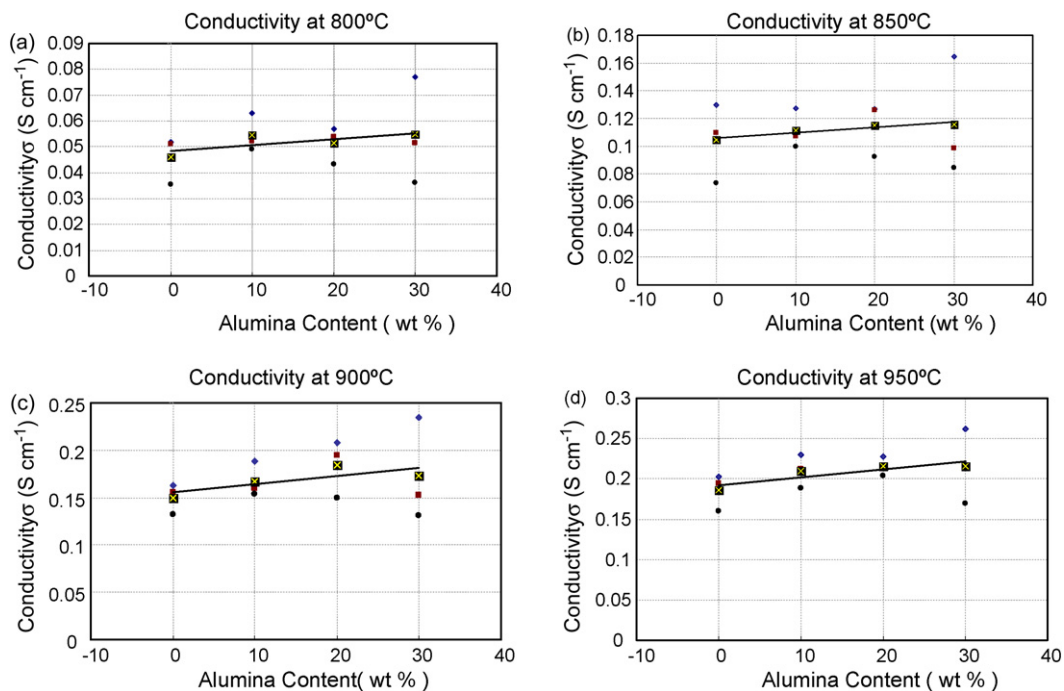 Conductivity at 800ºC
(a)
0.09
0.08
0.07
0.06
0.05
0.04
0.03
0.02
0.01
0
Conductivityσ (S cm⁻¹)
-10 0 10 20 30 40
Alumina Content ( wt % )
Conductivity at 850ºC
(b)
0.18
0.16
0.14
0.12
0.1
0.08
0.06
0.04
0.02
0
Conductivityσ (S cm⁻¹)
-10 0 10 20 30 40
Alumina Content (wt % )
Conductivity at 900ºC
(c)
0.25
0.2
0.15
0.1
0.05
0
Conductivityσ (S cm⁻¹)
-10 0 10 20 30 40
Alumina Content( wt % )
Conductivity at 950ºC
(d)
0.3
0.25
0.2
0.15
0.1
0.05
0
Conductivityσ (S cm⁻¹)
-10 0 10 20 30 40
Alumina Content ( wt % )